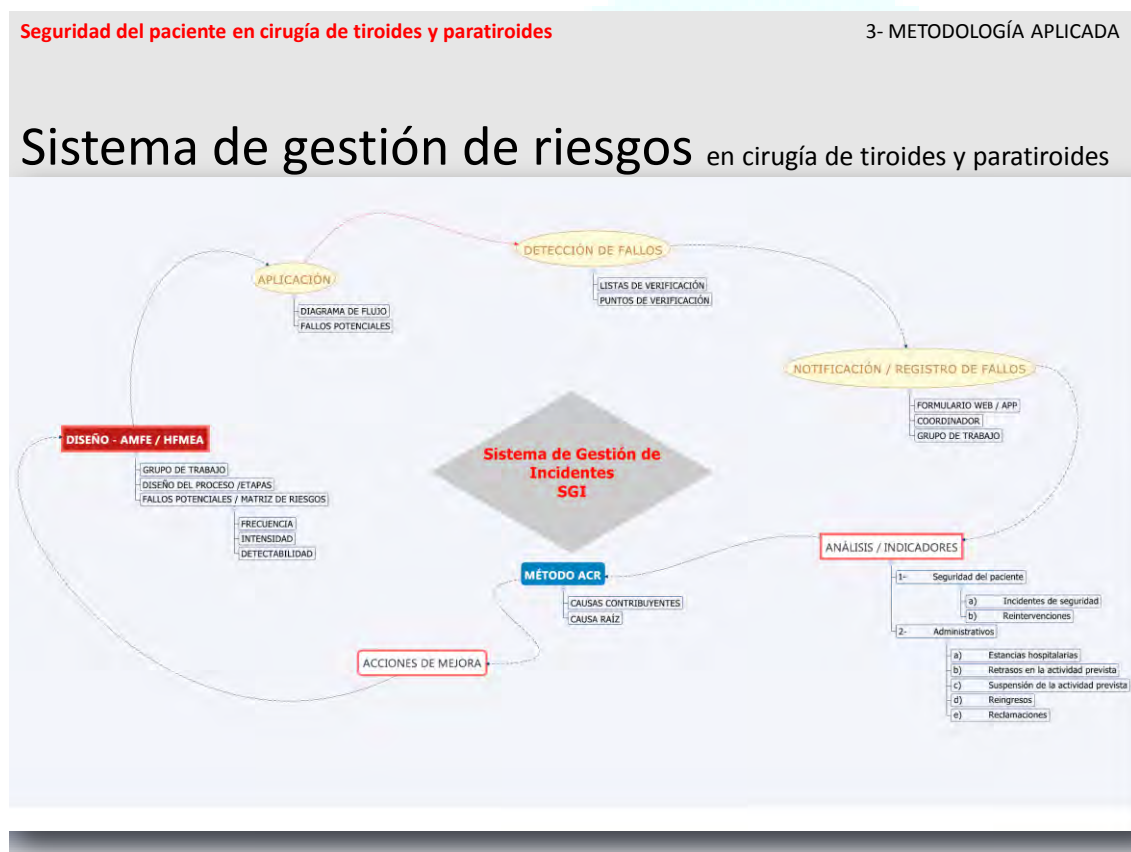 Seguridad del paciente en cirugía de tiroides y paratiroides
3- METODOLOGÍA APLICADA
Sistema de gestión de riesgos en cirugía de tiroides y paratiroides
DETECCIÓN DE FALLOS
LISTAS DE VERIFICACIÓN
PUNTOS DE VERIFICACIÓN
APLICACIÓN
DIAGRAMA DE FLUJO
FALLOS POTENCIALES
NOTIFICACIÓN / REGISTRO DE FALLOS
FORMULARIO WEB / APP
COORDINADOR
GRUPO DE TRABAJO
DISEÑO - AMFE / HFMEA
GRUPO DE TRABAJO
DISEÑO DEL PROCESO /ETAPAS
FALLOS POTENCIALES / MATRIZ DE RIESGOS
FRECUENCIA
INTENSIDAD
DETECTABILIDAD
Sistema de Gestión de
Incidentes
SGI
ANÁLISIS / INDICADORES
1- Seguridad del paciente
a) Incidentes de seguridad
b) Reintervenciones
2- Administrativos
a) Estancias hospitalarias
b) Retrasos en la actividad prevista
c) Suspensión de la actividad prevista
d) Reingresos
e) Reclamaciones
MÉTODO ACR
CAUSAS CONTRIBUYENTES
CAUSA RAÍZ
ACCIONES DE MEJORA